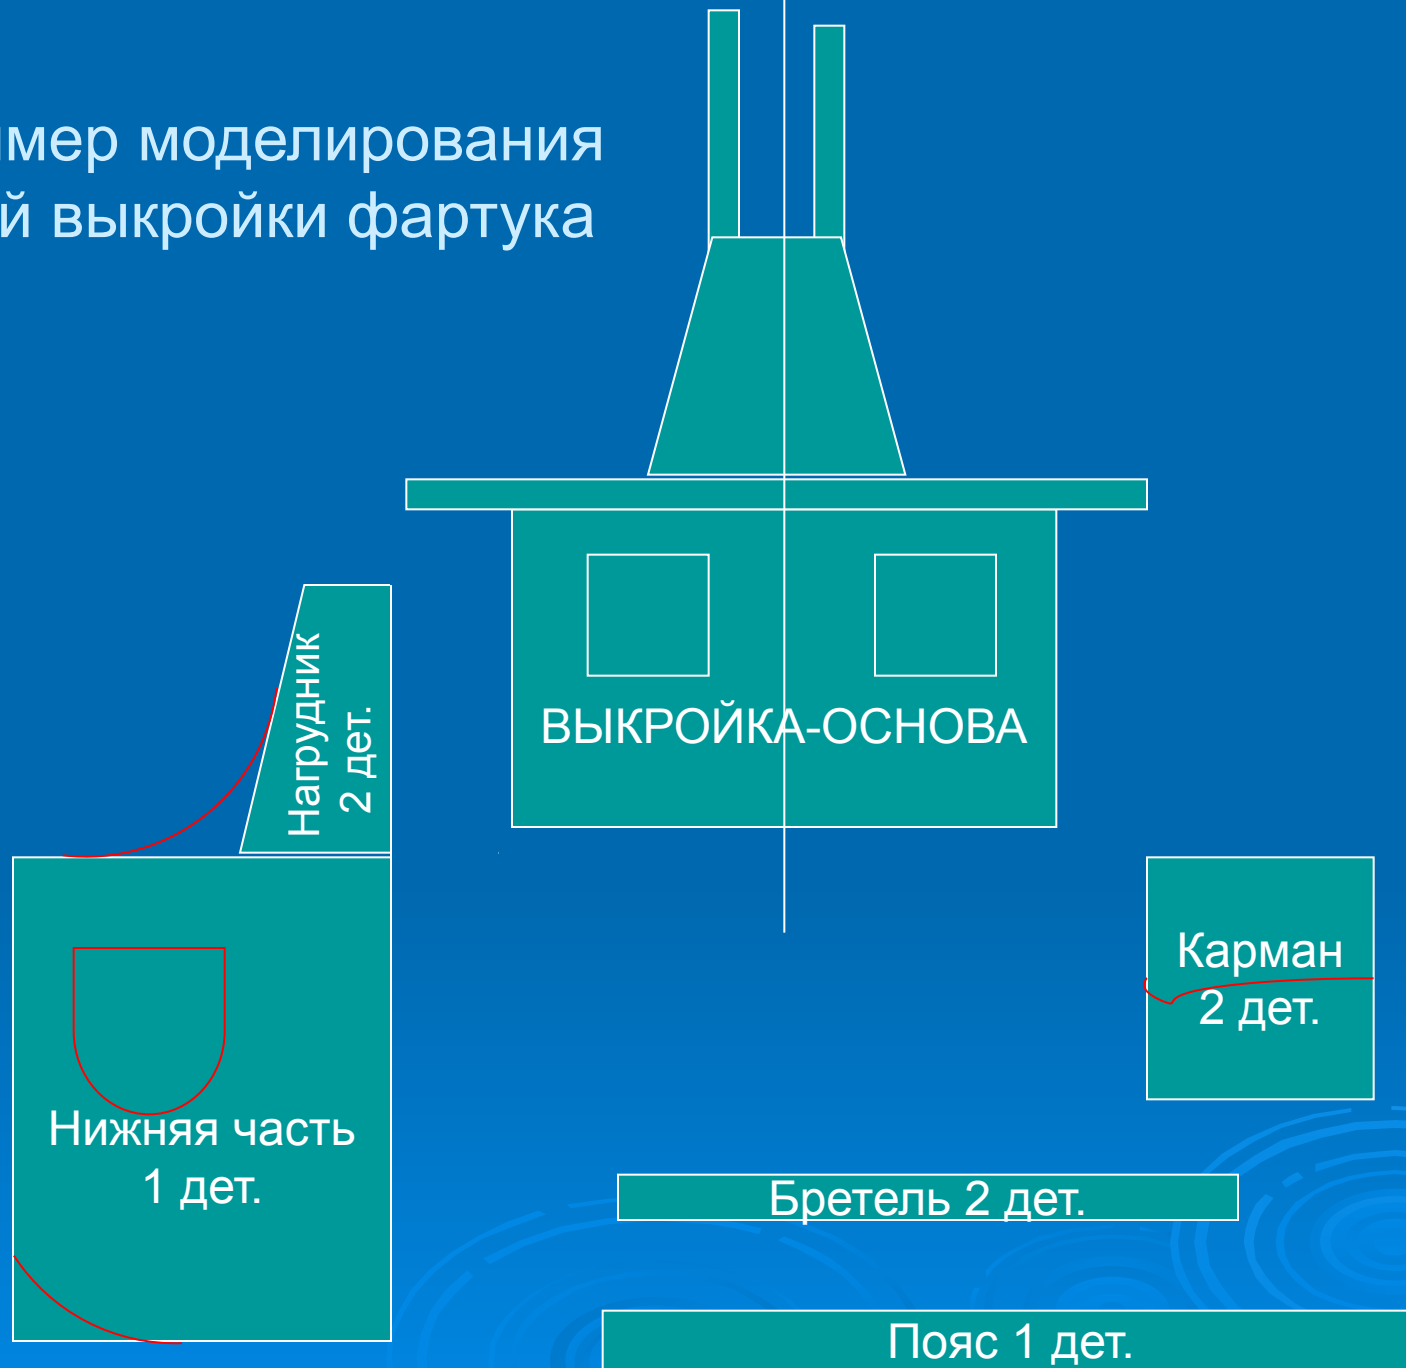 мер моделирования
й выкройки фартука
Нагрудник
2 дет.
ВЫКРОЙКА-ОСНОВА
Карман
2 дет.
Нижняя часть
1 дет.
Бретель 2 дет.
Пояс 1 дет.